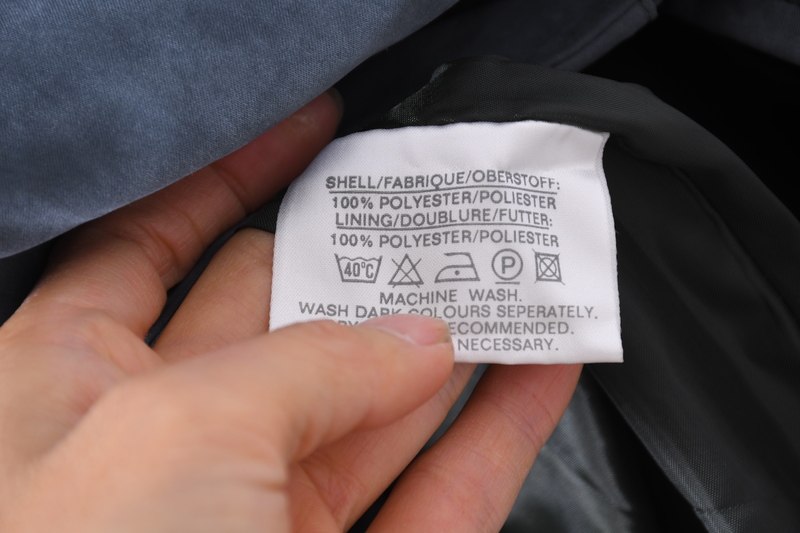 SHELL/FABRIQUE/OBERSTOFF:
100% POLYESTER/POLIESTER
LINING/DOUBLURE/FUTTER:
100% POLYESTER/POLIESTER
40°C P
MACHINE WASH.
WASH DARK COLOURS SEPERATELY.
NECESSARY.